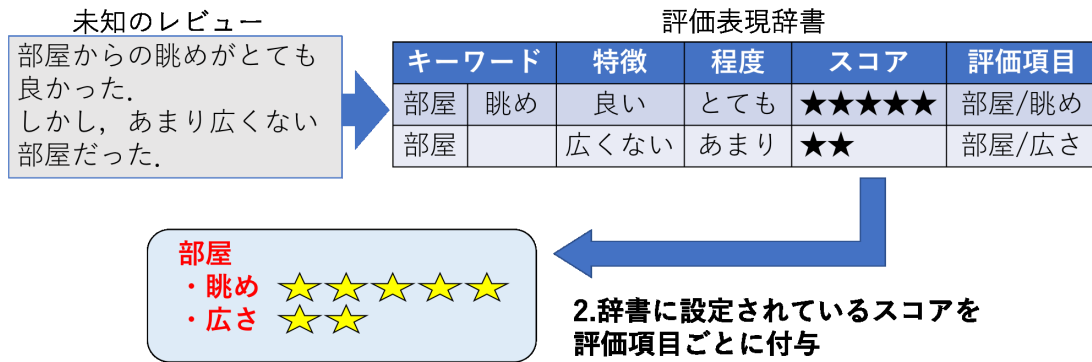 未知のレビュー
部屋からの眺めがとても
良かった.
しかし, あまり広くない
部屋だった.
評価表現辞書
キーワード 特徴 程度 スコア 評価項目
部屋 眺め 良い とても ★★★★★ 部屋/眺め
部屋 広くない あまり ★★ 部屋/広さ
部屋
・眺め
・広さ
2.辞書に設定されているスコアを
評価項目ごとに付与